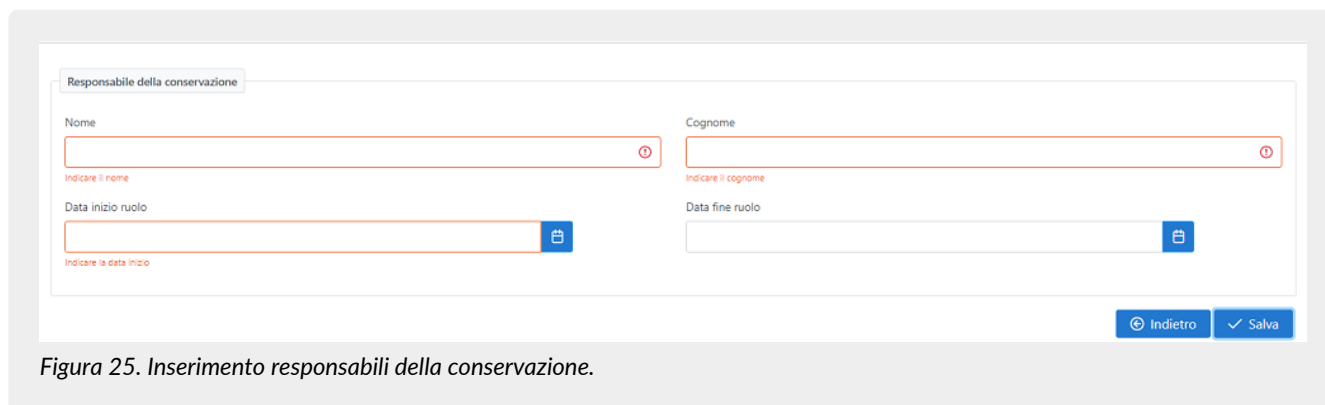 Responsabile della conservazione
Nome
Cognome
Indicare il nome
Indicare il cognome
Data inizio ruolo
Data fine ruolo
Indicare la data inizio
Indietro
Salva
Figura 25. Inserimento responsabili della conservazione.